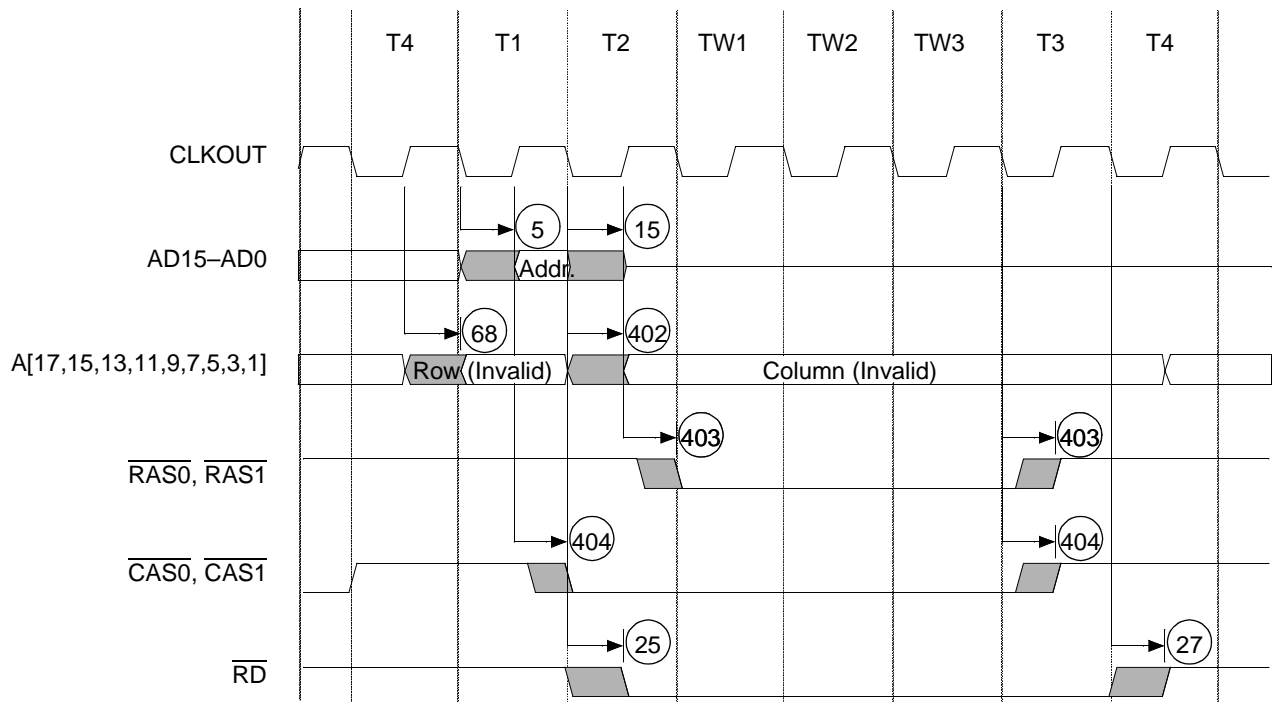 T4 T1 T2 TW1 TW2 TW3 T3 T4
CLKOUT
5 15
AD15–AD0 Addr.
68 402
A[17,15,13,11,9,7,5,3,1] Row (Invalid) Column (Invalid)
403 403
RAS0, RAS1
404 404
CAS0, CAS1
25 27
RD